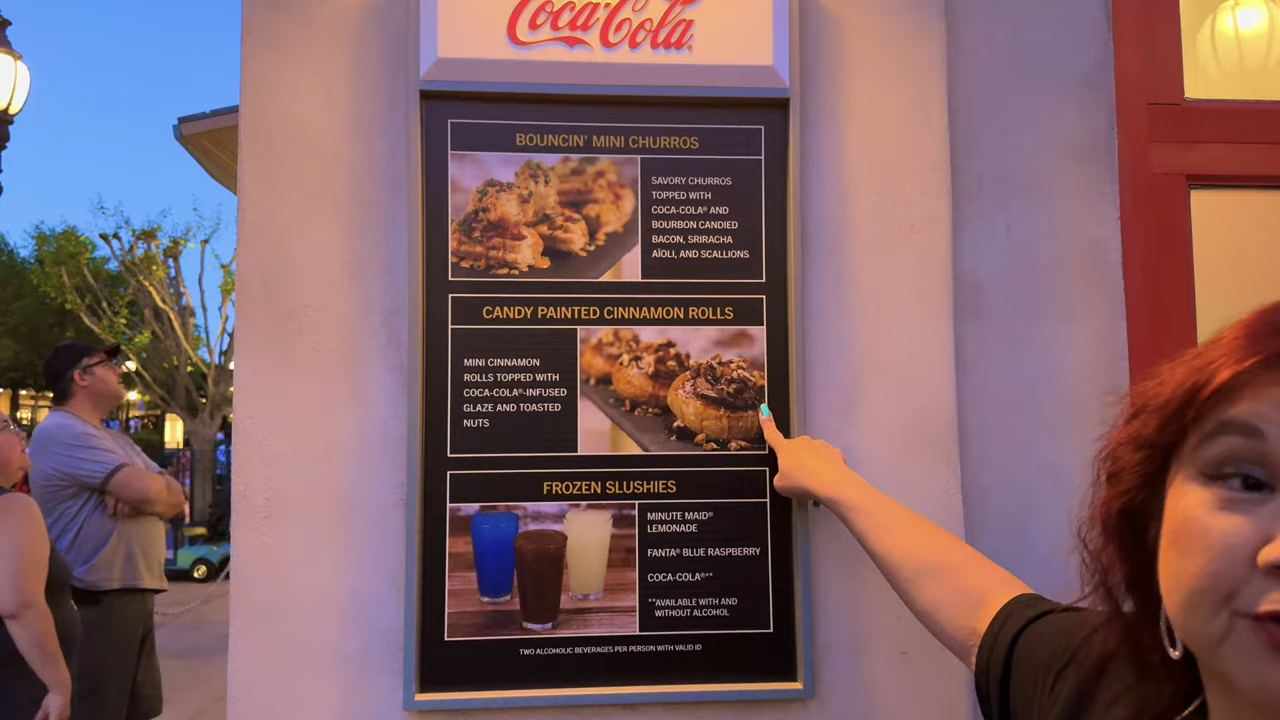 Coca-Cola
BOUNCIN' MINI CHURROS
SAVORY CHURROS
TOPPED WITH
COCA-COLA® AND
BOURBON CANDIED
BACON, SRIRACHA
AÏOLI, AND SCALLIONS
CANDY PAINTED CINNAMON ROLLS
MINI CINNAMON
ROLLS TOPPED WITH
COCA-COLA®-INFUSED
GLAZE AND TOASTED
NUTS
FROZEN SLUSHIES
MINUTE MAID®
LEMONADE
FANTA® BLUE RASPBERRY
COCA-COLA®**
**AVAILABLE WITH AND
WITHOUT ALCOHOL
TWO ALCOHOLIC BEVERAGES PER PERSON WITH VALID ID